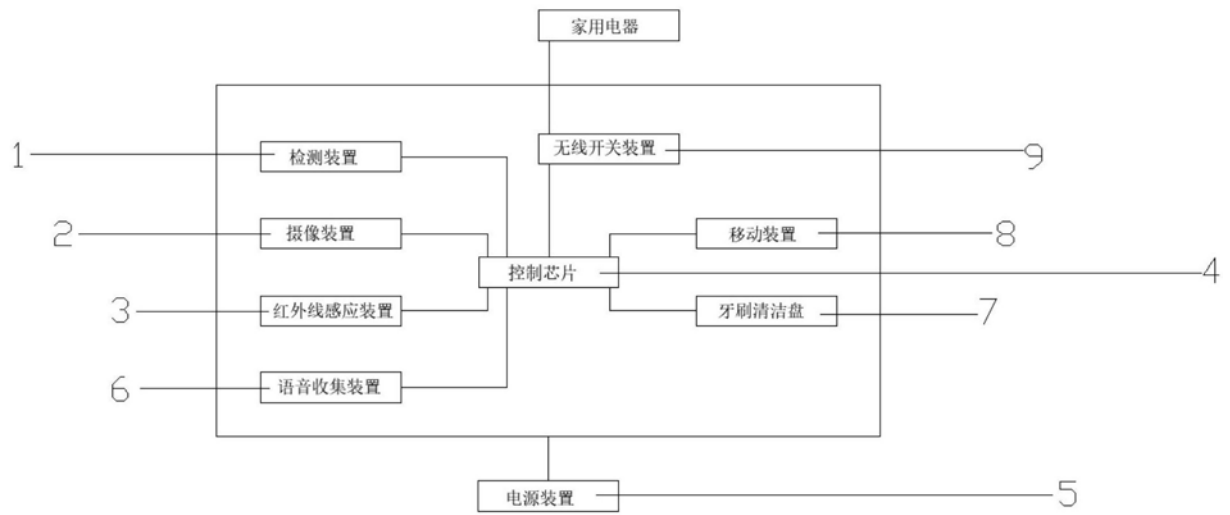 家用电器
1
检测装置
无线开关装置
9
2
摄像装置
移动装置
8
控制芯片
4
3
红外线感应装置
牙刷清洁盘
7
6
语音收集装置
电源装置
5